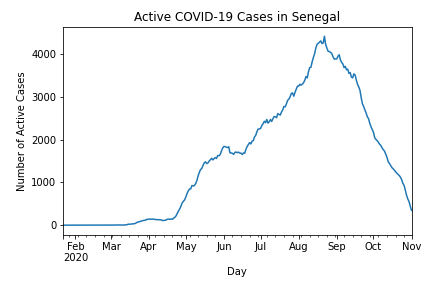 Active COVID-19 Cases in Senegal
Number of Active Cases
4000
3000
2000
1000
0
Feb Mar Apr May Jun Jul Aug Sep Oct Nov
2020
Day